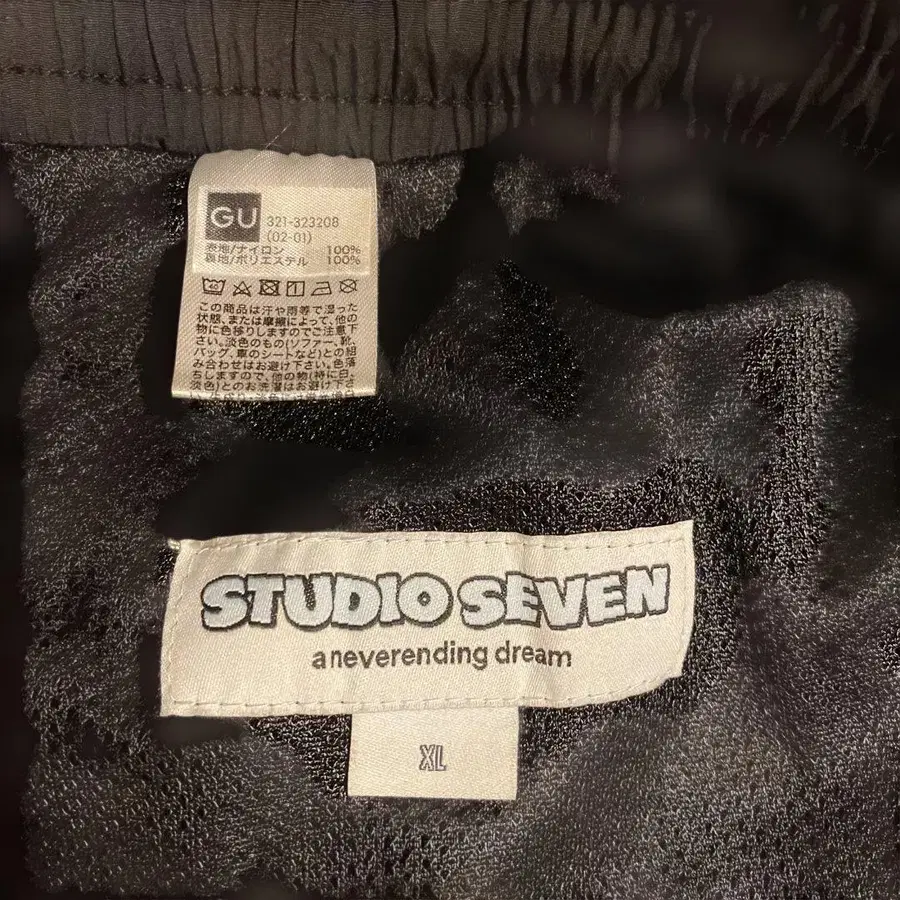 GU 321-323208
(02-01)
表地/ナイロン 100%
裏地/ポリエステル 100%
40
この商品は汗や雨等で湿った
状態、または摩擦によって、他の
物に色移りしますのでご注意下
さい。淡色のもの(ソファー、靴、
バッグ、車のシートなど)との組
み合わせはお避け下さい。色落
ちしますので、他の物(特に白、
淡色)とのお洗濯はお避け下さい。
STUDIO SEVEN
a neverending dream
XL